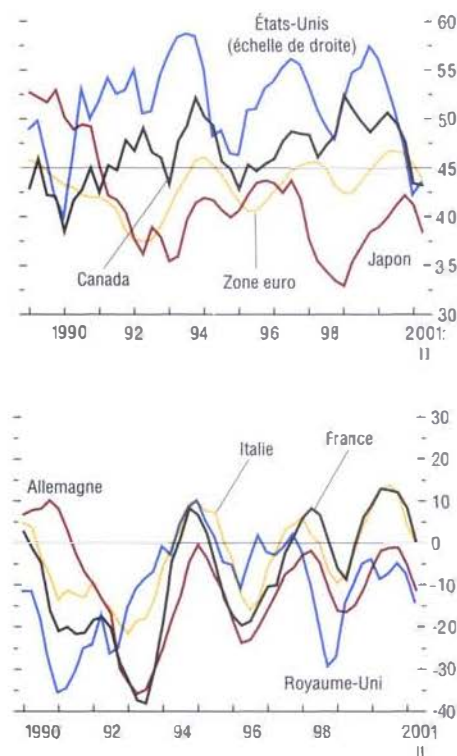 États-Unis
(échelle de droite)
60
55
50
45
40
35
30
Canada
Zone euro
Japon
1990 92 94 96 98 2001:
II
30
20
10
0
-10
-20
-30
-40
Allemagne
Italie
France
Royaume-Uni
1990 92 94 96 98 2001
II